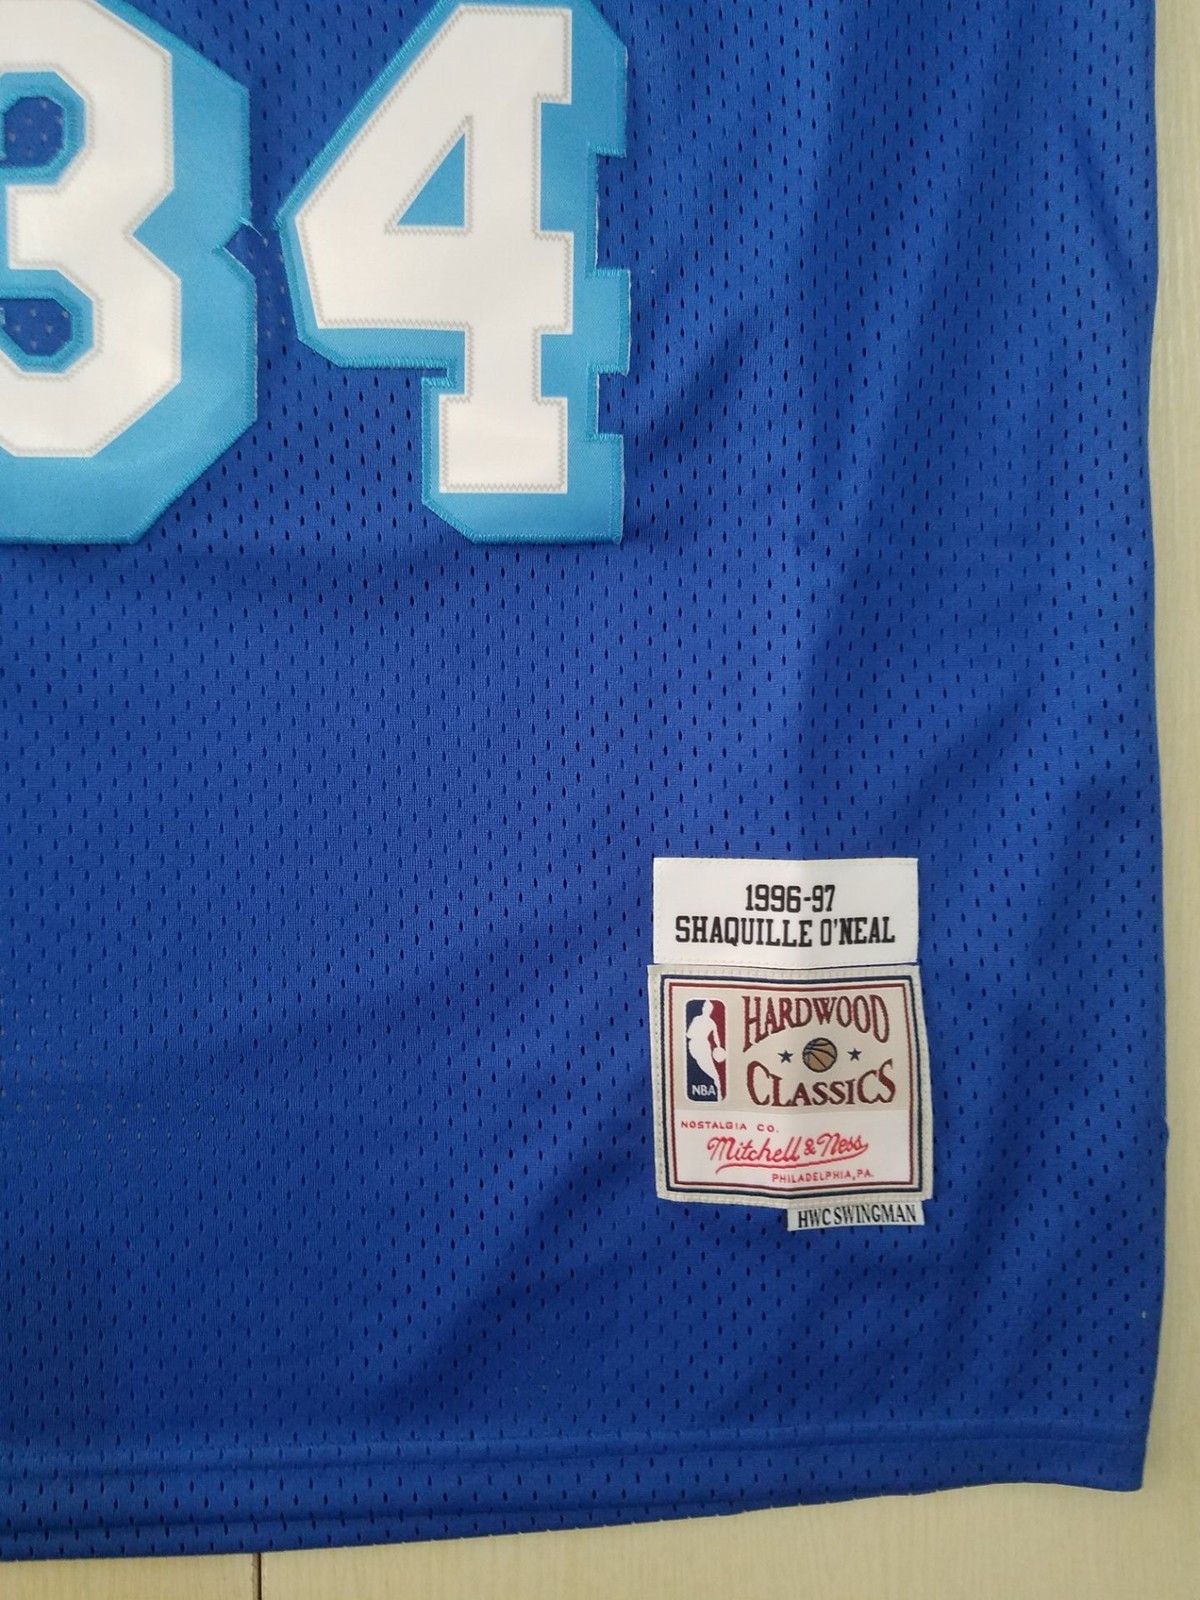 34
1996-97
SHAQUILLE O'NEAL
HARDWOOD
CLASSICS
NBA
NOSTALGIA CO.
Mitchell & Ness
PHILADELPHIA, PA.
HWC SWINGMAN